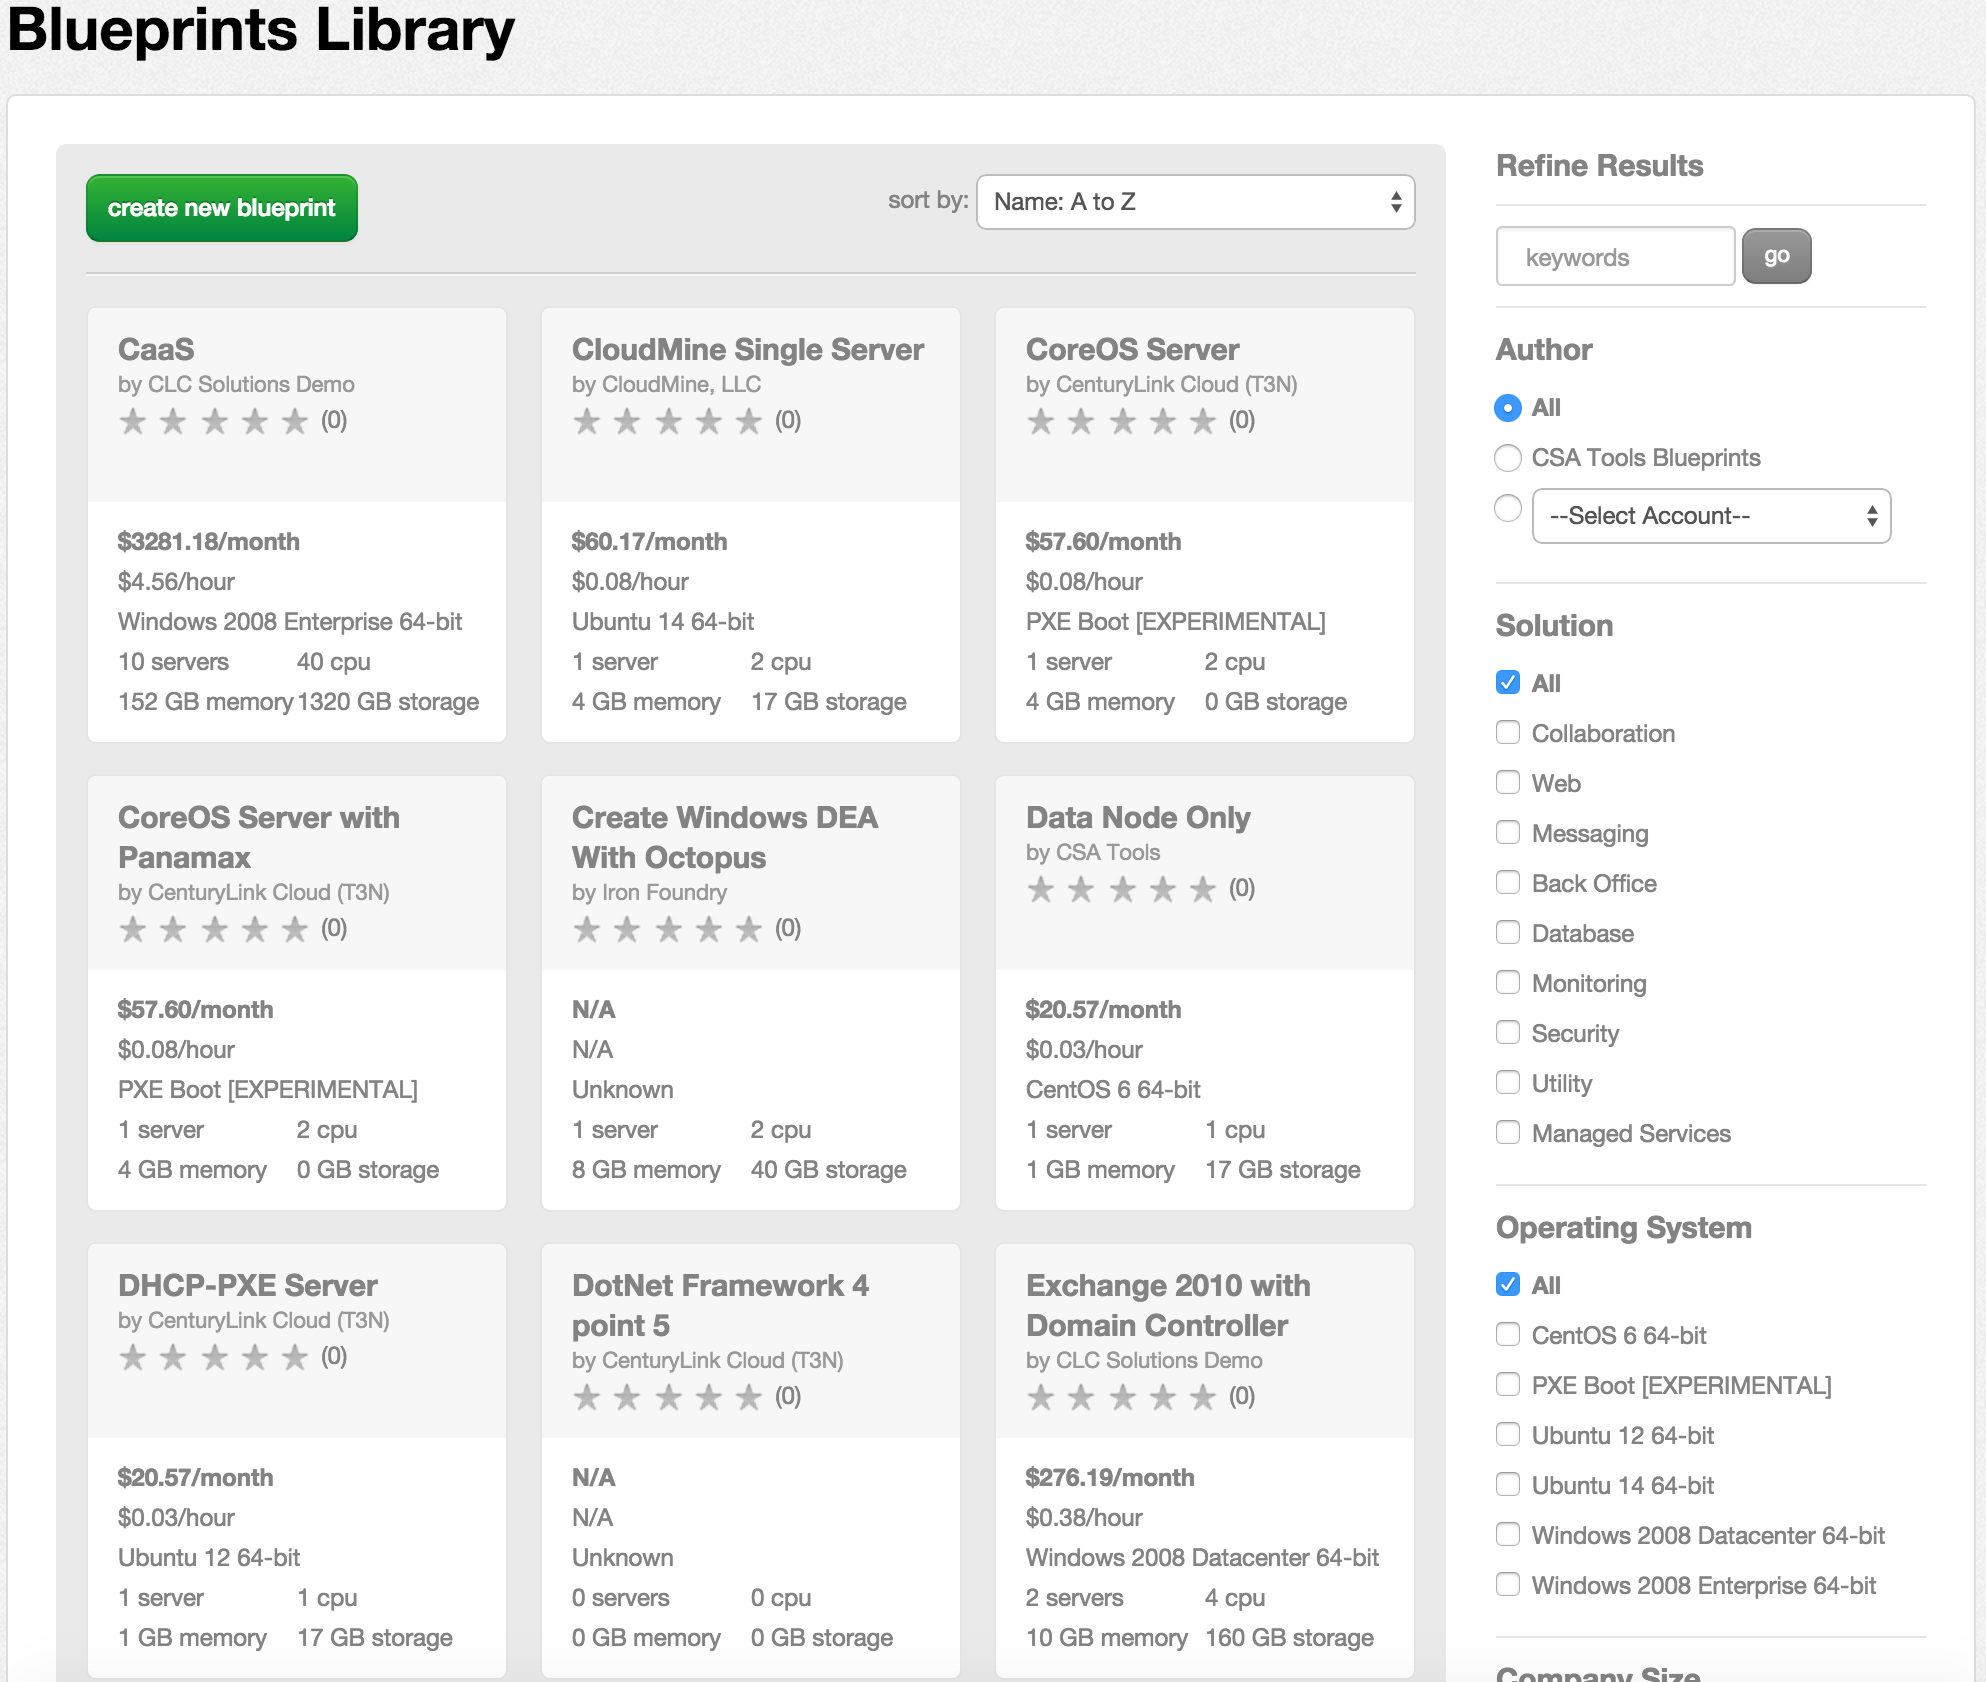 Blueprints Library
create new blueprint
sort by: Name: A to Z
CaaS
by CLC Solutions Demo
(0)
$3281.18/month
$4.56/hour
Windows 2008 Enterprise 64-bit
10 servers 40 cpu
152 GB memory 1320 GB storage
CloudMine Single Server
by CloudMine, LLC
(0)
$60.17/month
$0.08/hour
Ubuntu 14 64-bit
1 server 2 cpu
4 GB memory 17 GB storage
CoreOS Server
by CenturyLink Cloud (T3N)
(0)
$57.60/month
$0.08/hour
PXE Boot [EXPERIMENTAL]
1 server 2 cpu
4 GB memory 0 GB storage
CoreOS Server with
Panamax
by CenturyLink Cloud (T3N)
(0)
$57.60/month
$0.08/hour
PXE Boot [EXPERIMENTAL]
1 server 2 cpu
4 GB memory 0 GB storage
Create Windows DEA
With Octopus
by Iron Foundry
(0)
N/A
N/A
Unknown
1 server 2 cpu
8 GB memory 40 GB storage
Data Node Only
by CSA Tools
(0)
$20.57/month
$0.03/hour
CentOS 6 64-bit
1 server 1 cpu
1 GB memory 17 GB storage
DHCP-PXE Server
by CenturyLink Cloud (T3N)
(0)
$20.57/month
$0.03/hour
Ubuntu 12 64-bit
1 server 1 cpu
1 GB memory 17 GB storage
DotNet Framework 4
point 5
by CenturyLink Cloud (T3N)
(0)
N/A
N/A
Unknown
0 servers 0 cpu
0 GB memory 0 GB storage
Exchange 2010 with
Domain Controller
by CLC Solutions Demo
(0)
$276.19/month
$0.38/hour
Windows 2008 Datacenter 64-bit
2 servers 4 cpu
10 GB memory 160 GB storage
Refine Results
keywords go
Author
All
CSA Tools Blueprints
--Select Account--
Solution
All
Collaboration
Web
Messaging
Back Office
Database
Monitoring
Security
Utility
Managed Services
Operating System
All
CentOS 6 64-bit
PXE Boot [EXPERIMENTAL]
Ubuntu 12 64-bit
Ubuntu 14 64-bit
Windows 2008 Datacenter 64-bit
Windows 2008 Enterprise 64-bit
Company Size